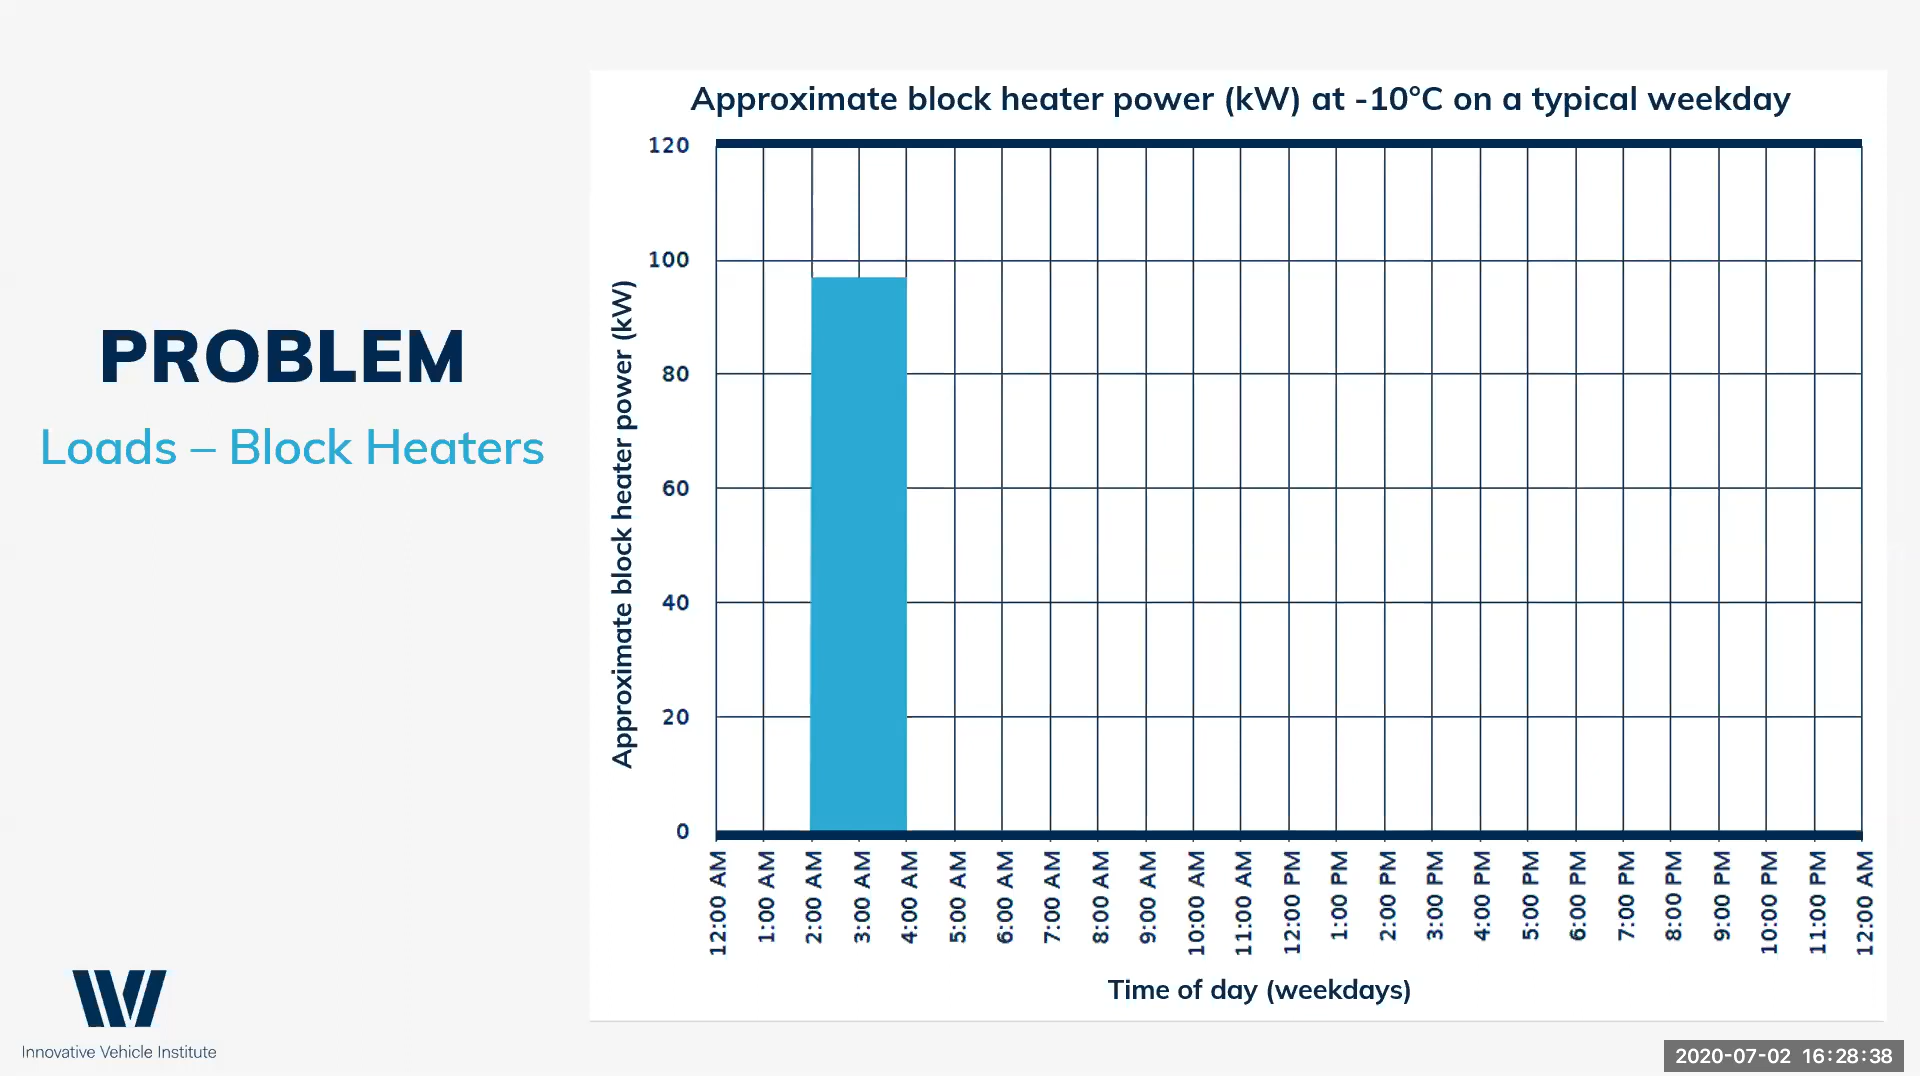 Approximate block heater power (kW) at -10°C on a typical weekday
PROBLEM
Loads – Block Heaters
Approximate block heater power (kW)
120
100
80
60
40
20
0
12:00 AM
1:00 AM
2:00 AM
3:00 AM
4:00 AM
5:00 AM
6:00 AM
7:00 AM
8:00 AM
9:00 AM
10:00 AM
11:00 AM
12:00 PM
1:00 PM
2:00 PM
3:00 PM
4:00 PM
5:00 PM
6:00 PM
7:00 PM
8:00 PM
9:00 PM
10:00 PM
11:00 PM
12:00 AM
Time of day (weekdays)
Innovative Vehicle Institute
2020-07-02 16:28:38